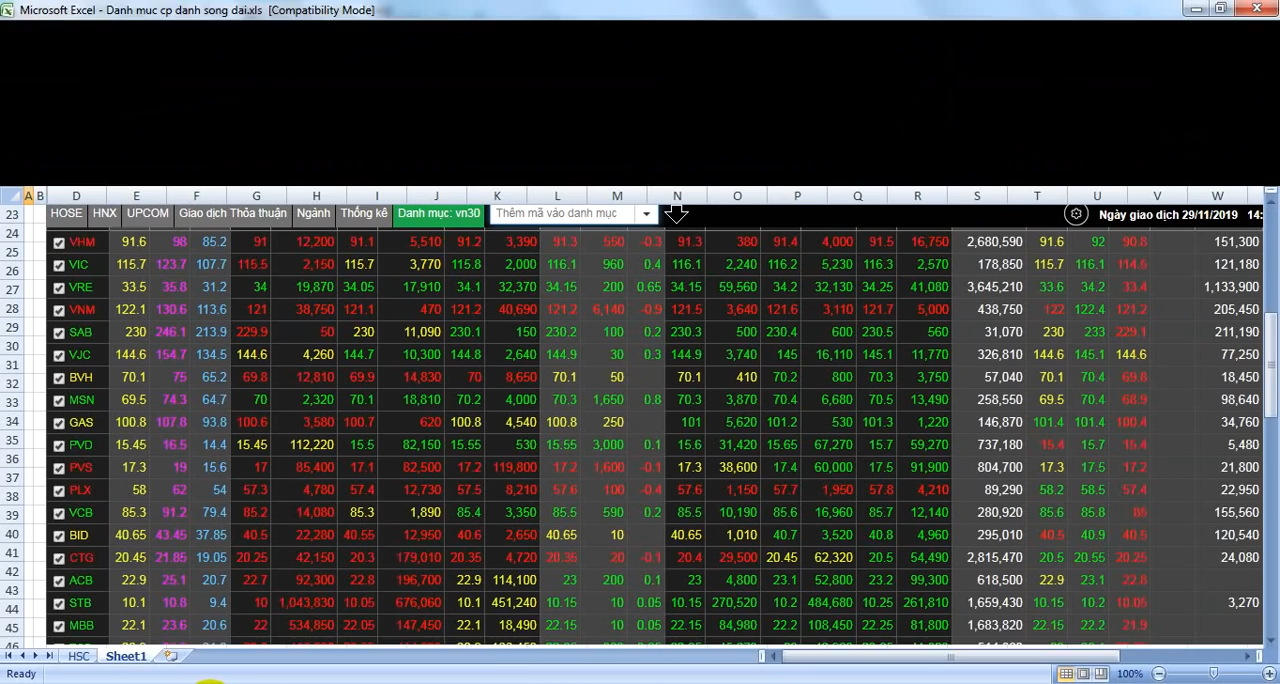 Microsoft Excel - Danh muc cp danh song dai.xls [Compatibility Mode]
A B D E F G H I J K L M N O P Q R S T U V W
23 HOSE HNX UPCOM Giao dịch Thỏa thuận Ngành Thống kê Danh mục: vn30 Thêm mã vào danh mục Ngày giao dịch 29/11/2019 14:
24 VHM 91.6 98 85.2 91 12,200 91.1 5,510 91.2 3,390 91.3 550 -0.3 91.3 380 91.4 4,000 91.5 16,750 2,680,590 91.6 92 90.8 151,300
25 VIC 115.7 123.7 107.7 115.5 2,150 115.7 3,770 115.8 2,000 116.1 960 0.4 116.1 2,240 116.2 5,230 116.3 2,570 178,850 115.7 116.1 114.5 121,180
26 VRE 33.5 35.8 31.2 34 19,870 34.05 17,910 34.1 32,370 34.15 200 0.65 34.15 59,560 34.2 32,130 34.25 41,080 3,645,210 33.6 34.2 33.4 1,133,900
27 VNM 122.1 130.6 113.6 121 38,750 121.1 470 121.2 40,690 121.2 6,140 -0.9 121.5 3,640 121.6 3,110 121.7 5,000 438,750 122 122.4 121.2 205,450
28 SAB 230 246.1 213.9 229.9 50 230 11,090 230.1 150 230.2 100 0.2 230.3 500 230.4 600 230.5 560 31,070 230 233 229.1 211,190
29 VJC 144.6 154.7 134.5 144.6 4,260 144.7 10,300 144.8 2,640 144.9 30 0.3 144.9 3,740 145 16,110 145.1 11,770 326,810 144.6 145.1 144.6 77,250
30
31 BVH 70.1 75 65.2 69.8 12,810 69.9 14,830 70 8,650 70.1 50 70.1 410 70.2 800 70.3 3,750 57,040 70.1 70.4 69.8 18,450
32 MSN 69.5 74.3 64.7 70 2,320 70.1 18,810 70.2 4,000 70.3 1,650 0.8 70.3 3,870 70.4 6,680 70.5 13,490 258,550 69.5 70.4 68.9 98,640
33 GAS 100.8 107.8 93.8 100.6 3,580 100.7 620 100.8 4,540 100.8 250 101 5,620 101.2 530 101.3 1,220 146,870 101.4 101.4 100.4 34,760
34 PVD 15.45 16.5 14.4 15.45 112,220 15.5 82,150 15.55 530 15.55 3,000 0.1 15.6 31,420 15.65 67,270 15.7 59,270 737,180 15.4 15.7 15.4 5,480
35 PVS 17.3 19 15.6 17 85,400 17.1 82,500 17.2 119,800 17.2 1,600 -0.1 17.3 38,600 17.4 60,000 17.5 91,900 804,700 17.3 17.5 17.2 21,800
36 PLX 58 62 54 57.3 4,780 57.4 12,730 57.5 8,210 57.6 100 -0.4 57.6 1,150 57.7 1,950 57.8 4,210 89,290 58.2 58.5 57.4 22,950
37
38 VCB 85.3 91.2 79.4 85.2 14,080 85.3 1,890 85.4 3,350 85.5 590 0.2 85.5 10,190 85.6 16,960 85.7 12,140 280,920 85.6 85.8 85 155,560
39 BID 40.65 43.45 37.85 40.5 22,280 40.55 12,950 40.6 2,650 40.65 10 40.65 1,010 40.7 3,520 40.8 4,960 295,010 40.5 40.9 40.5 120,540
40
41 CTG 20.45 21.85 19.05 20.25 42,150 20.3 179,010 20.35 4,720 20.35 20 -0.1 20.4 29,500 20.45 62,320 20.5 54,490 2,815,470 20.5 20.55 20.25 24,080
42 ACB 22.9 25.1 20.7 22.7 92,300 22.8 196,700 22.9 114,100 23 200 0.1 23 4,800 23.1 52,800 23.2 99,300 618,500 22.9 23.1 22.8
43
44 STB 10.1 10.8 9.4 10 1,043,830 10.05 676,060 10.1 451,240 10.15 10 0.05 10.15 270,520 10.2 484,680 10.25 261,810 1,659,430 10.15 10.2 10.05 3,270
45 MBB 22.1 23.6 20.6 22 534,850 22.05 147,450 22.1 18,490 22.15 10 0.05 22.15 84,980 22.2 108,450 22.25 81,800 1,683,820 22.15 22.2 21.9
46
HSC Sheet1
Ready 100%